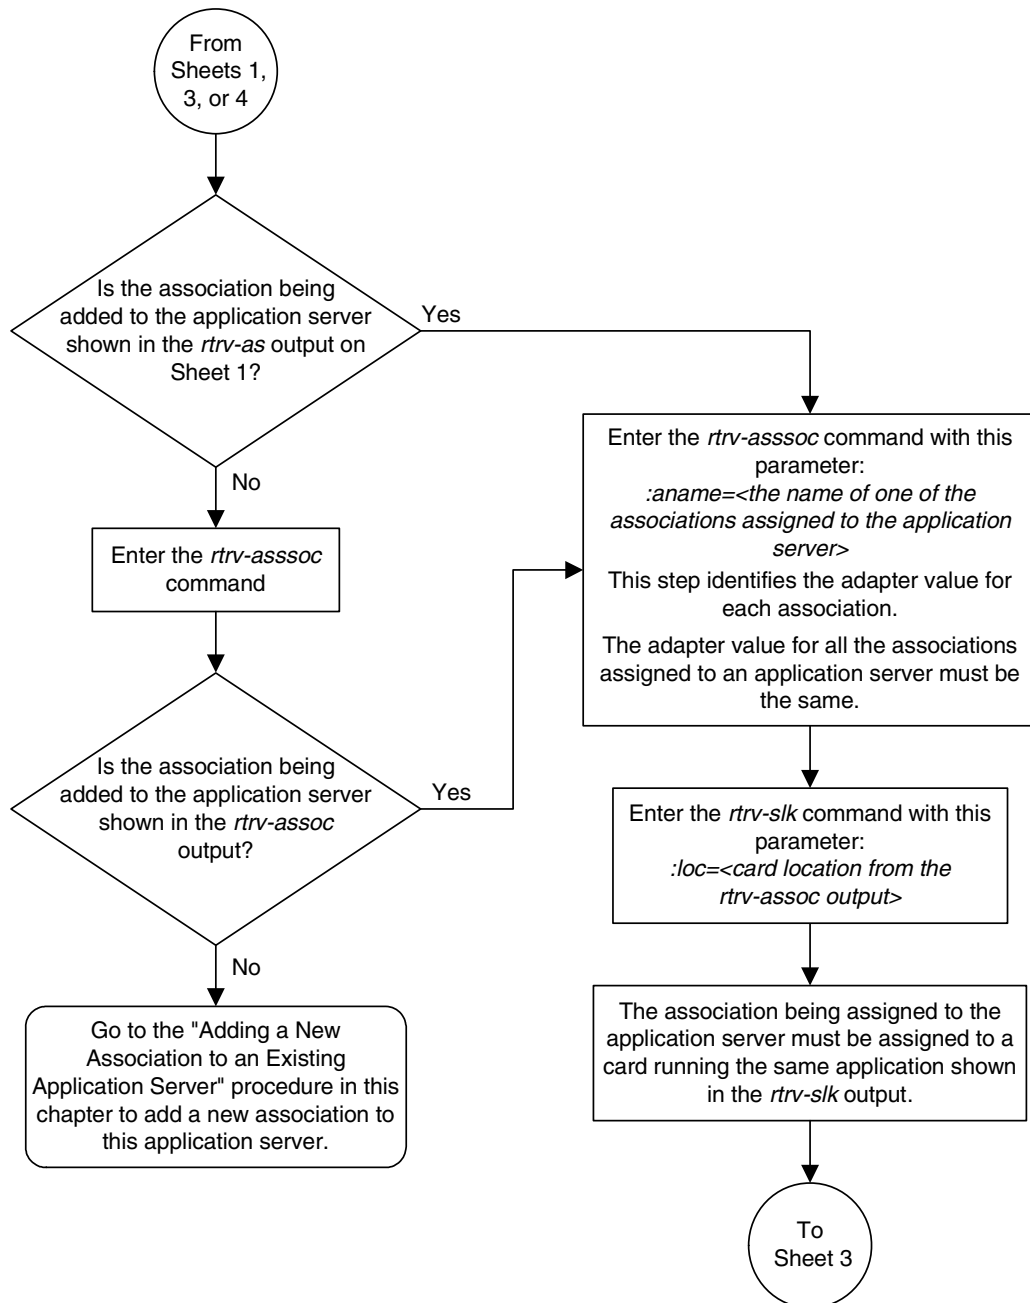 From
Sheets 1,
3, or 4
Is the association being
added to the application server
shown in the rtrv-as output on
Sheet 1?
Yes
No
Enter the rtrv-asssoc
command
Is the association being
added to the application server
shown in the rtrv-assoc
output?
Yes
No
Go to the "Adding a New
Association to an Existing
Application Server" procedure in this
chapter to add a new association to
this application server.
Enter the rtrv-asssoc command with this
parameter:
:aname=<the name of one of the
associations assigned to the application
server>
This step identifies the adapter value for
each association.
The adapter value for all the associations
assigned to an application server must be
the same.
Enter the rtrv-slk command with this
parameter:
:loc=<card location from the
rtrv-assoc output>
The association being assigned to the
application server must be assigned to a
card running the same application shown
in the rtrv-slk output.
To
Sheet 3